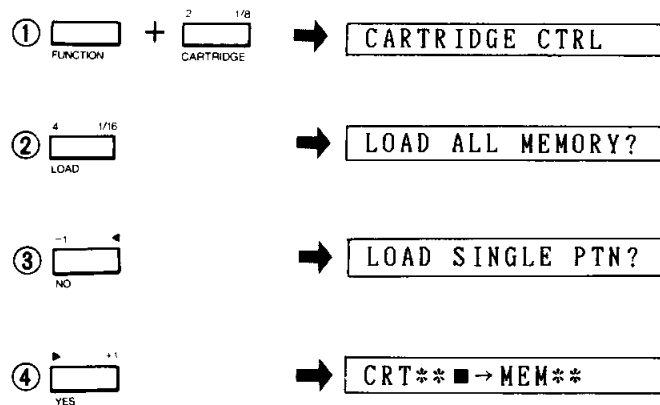 ① + 2 1/8 ➡ CARTRIDGE CTRL
FUNCTION CARTRIDGE
② 4 1/16 ➡ LOAD ALL MEMORY?
LOAD
③ −1 ◀ ➡ LOAD SINGLE PTN?
NO
④ ▶ +1 ➡ CRT** ■→MEM**
YES